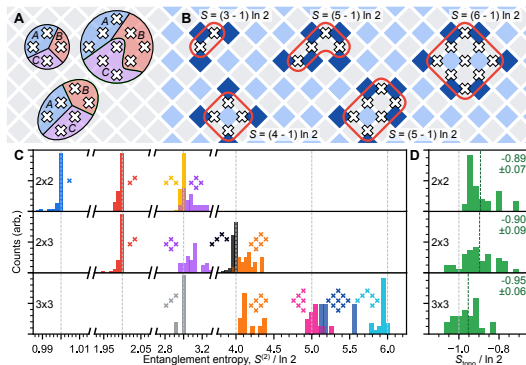 A
B
A
B
C
A
B
C
A
B
C
S = (3 - 1) ln 2
S = (5 - 1) ln 2
S = (6 - 1) ln 2
S = (4 - 1) ln 2
S = (5 - 1) ln 2
C
D
Counts (arb.)
2x2
2x3
3x3
2x2
-0.89
±0.07
2x3
-0.90
±0.09
3x3
-0.95
±0.06
0.99
1.01
1.95
2.05
2.8
3.2
4.0
4.5
5.0
5.5
6.0
−1.0
−0.8
Entanglement entropy, S(2) / ln 2
Stopo / ln 2